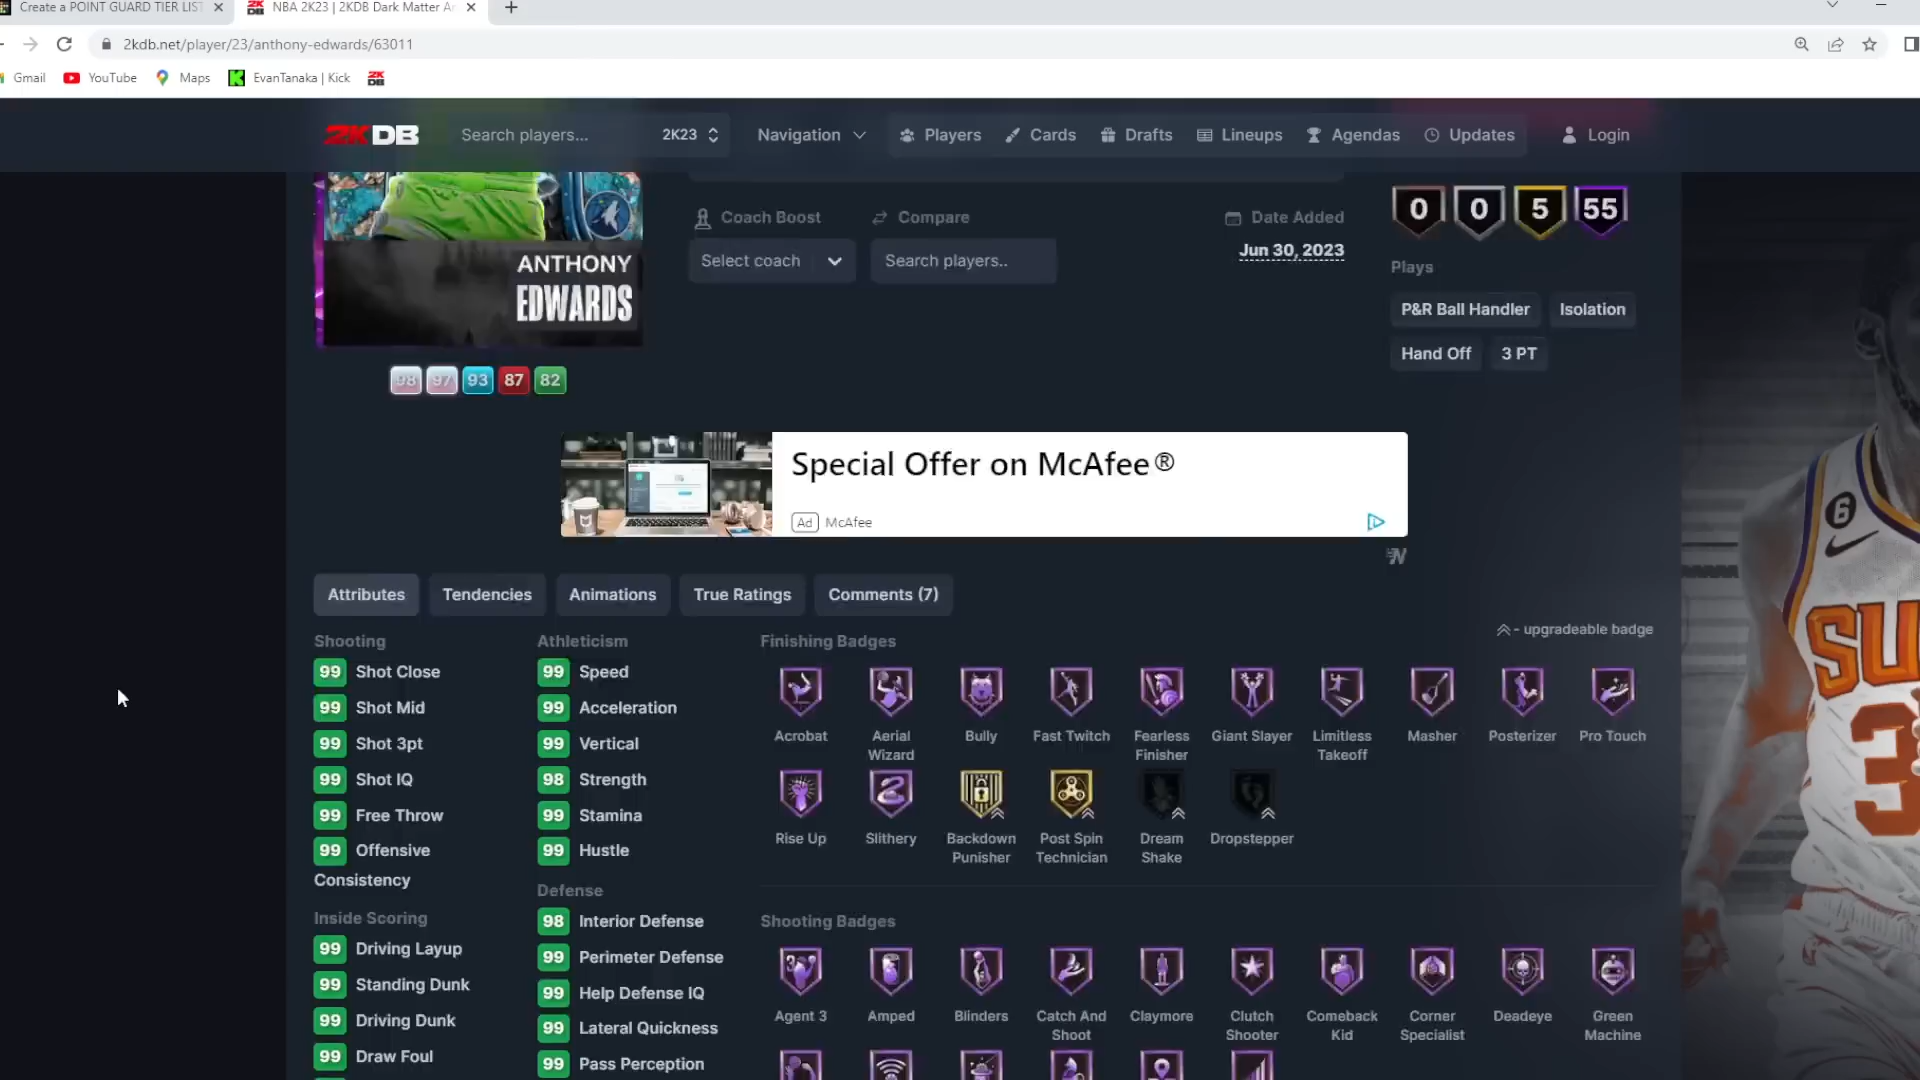 Create a POINT GUARD TIER LIST
NBA 2K23 | 2KDB Dark Matter
2kdb.net/player/23/anthony-edwards/63011
Gmail
YouTube
Maps
EvanTanaka | Kick
2K
DB
2KDB
Search players...
2K23
Navigation
Players
Cards
Drafts
Lineups
Agendas
Updates
Login
ANTHONY
EDWARDS
98
97
93
87
82
Coach Boost
Select coach
Compare
Search players..
Date Added
Jun 30, 2023
0
0
5
55
Plays
P&R Ball Handler
Isolation
Hand Off
3 PT
Special Offer on McAfee®
Ad
McAfee
Attributes
Tendencies
Animations
True Ratings
Comments (7)
- upgradeable badge
Shooting
99 Shot Close
99 Shot Mid
99 Shot 3pt
99 Shot IQ
99 Free Throw
99 Offensive
Consistency
Inside Scoring
99 Driving Layup
99 Standing Dunk
99 Driving Dunk
99 Draw Foul
Athleticism
99 Speed
99 Acceleration
99 Vertical
98 Strength
99 Stamina
99 Hustle
Defense
98 Interior Defense
99 Perimeter Defense
99 Help Defense IQ
99 Lateral Quickness
99 Pass Perception
Finishing Badges
Acrobat
Aerial
Wizard
Bully
Fast Twitch
Fearless
Finisher
Giant Slayer
Limitless
Takeoff
Masher
Posterizer
Pro Touch
Rise Up
Slithery
Backdown
Punisher
Post Spin
Technician
Dream
Shake
Dropstepper
Shooting Badges
Agent 3
Amped
Blinders
Catch And
Shoot
Claymore
Clutch
Shooter
Comeback
Kid
Corner
Specialist
Deadeye
Green
Machine
6
SU
3